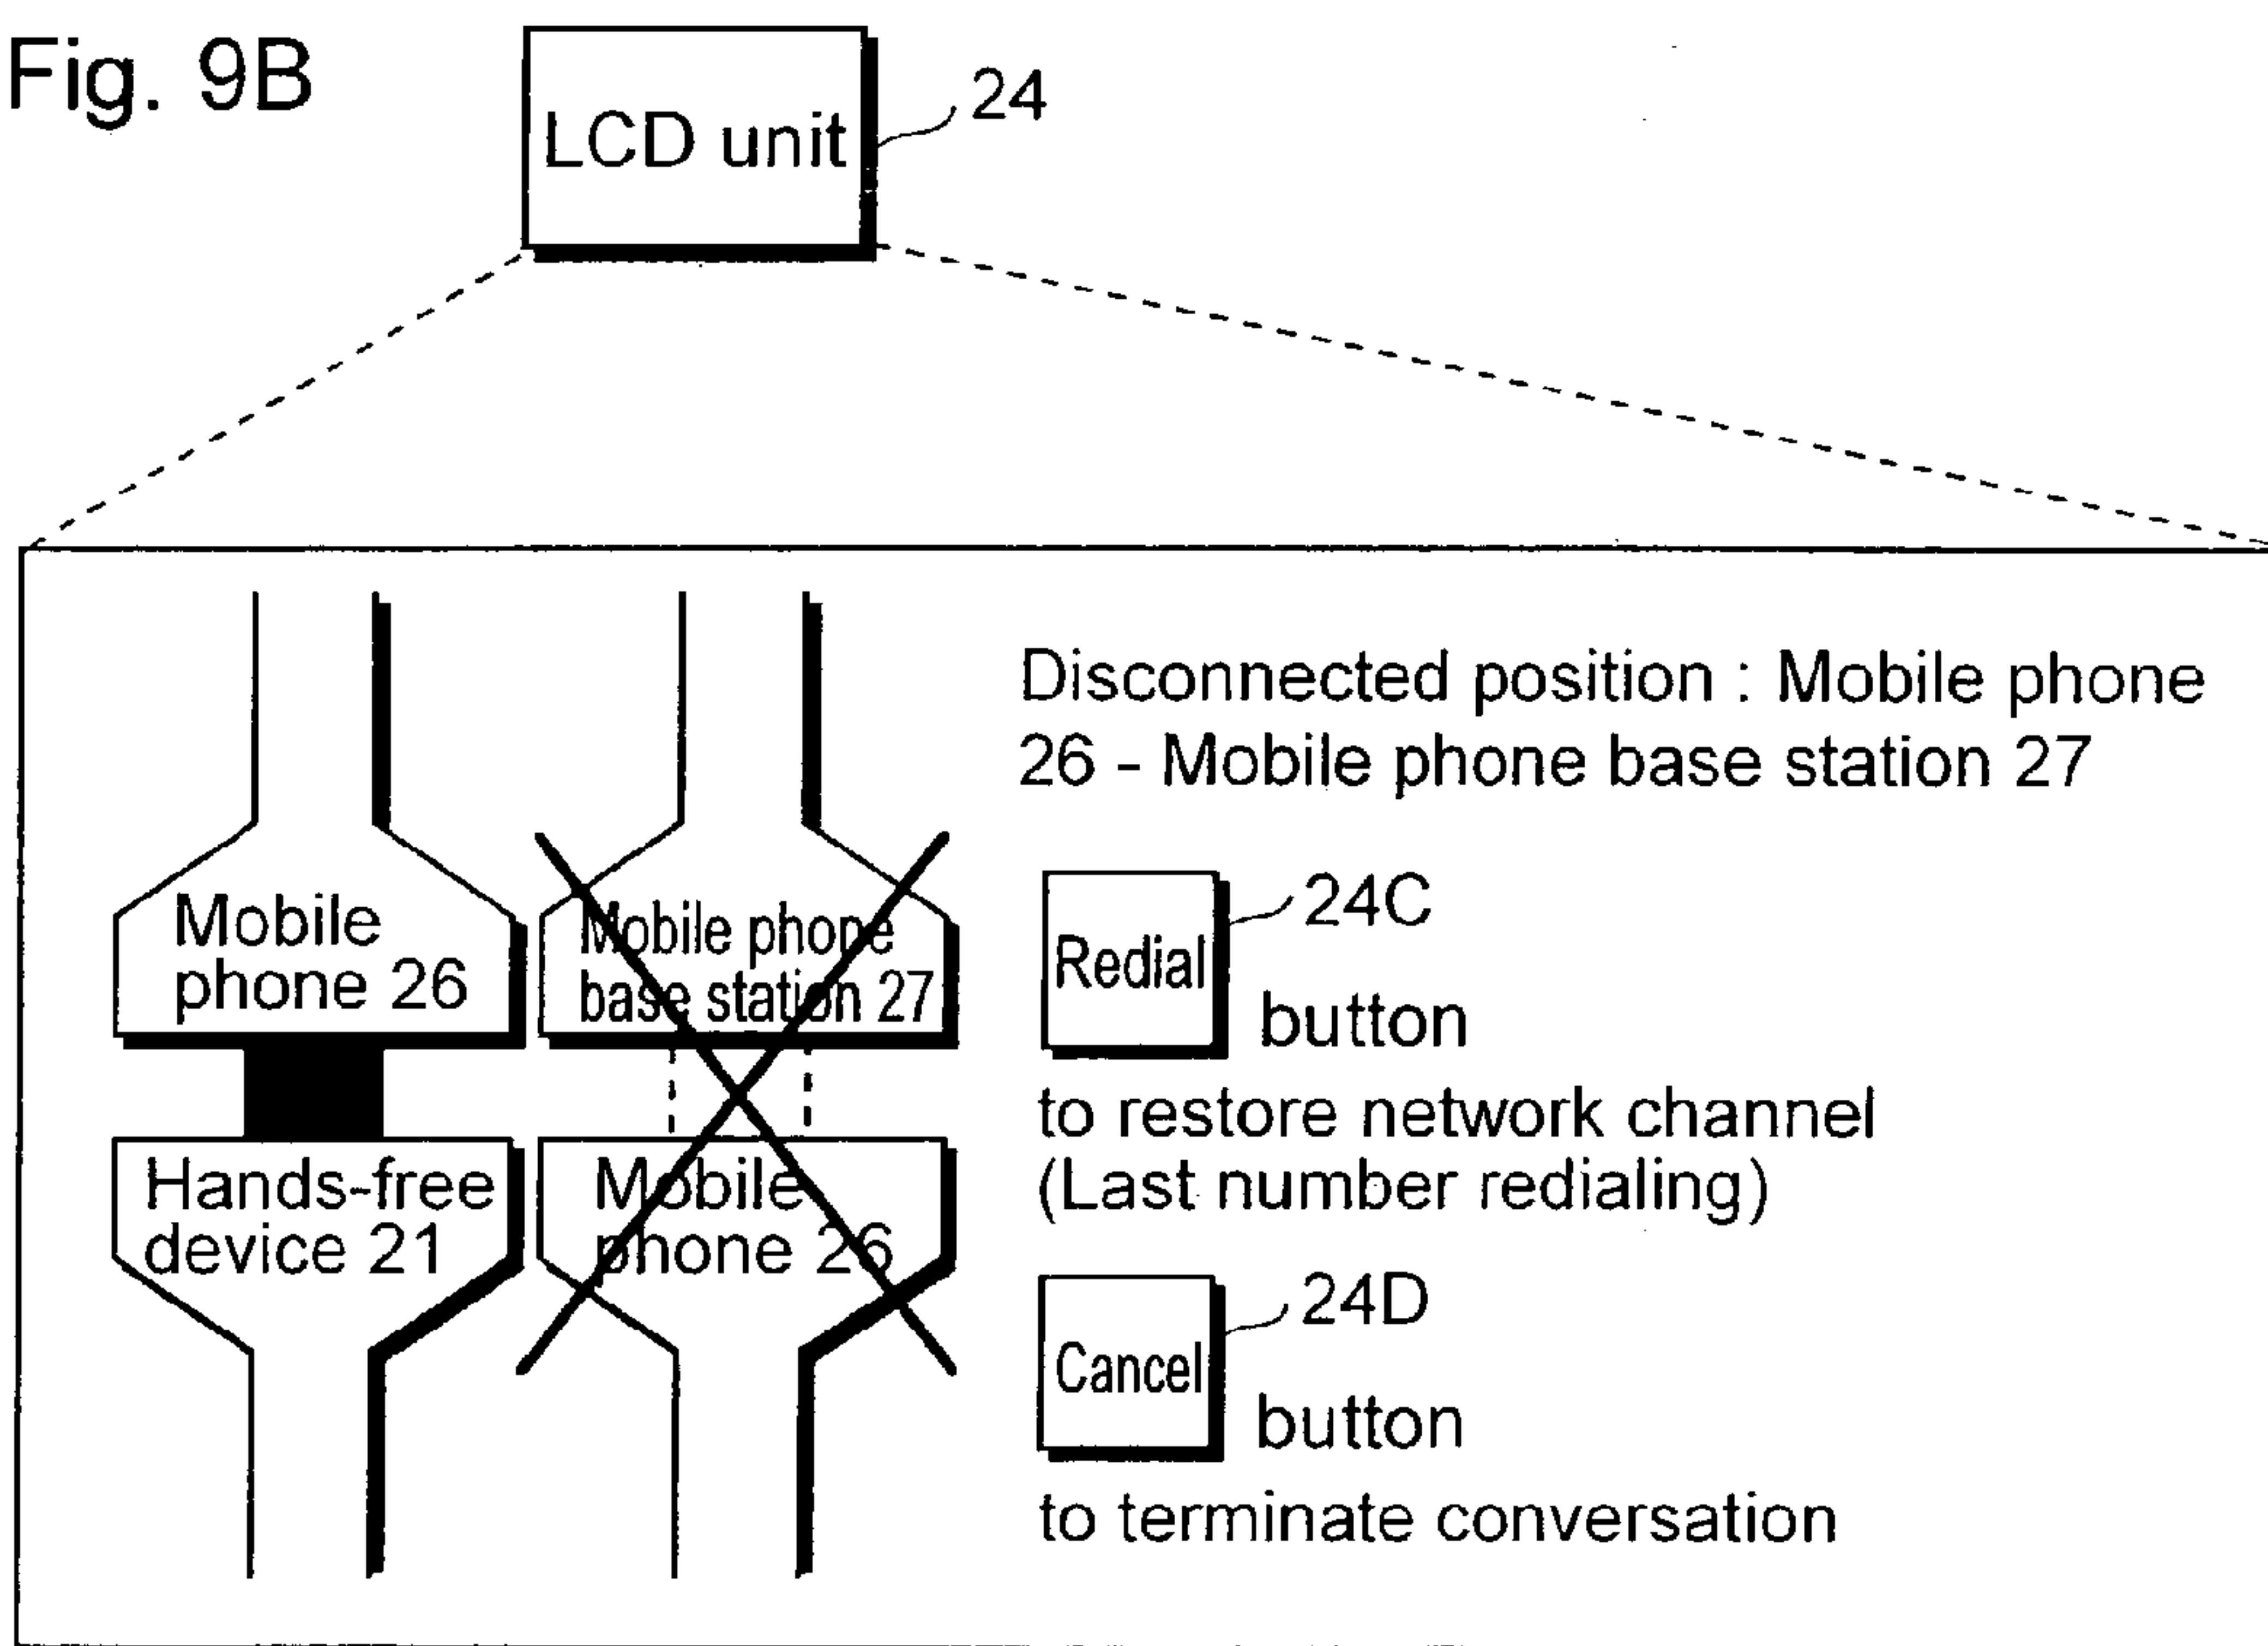 Fig. 9B
LCD unit
24
Disconnected position : Mobile phone
26 - Mobile phone base station 27
Mobile
phone 26
Mobile phone
base station 27
Hands-free
device 21
Mobile
phone 26
Redial
24C
button
to restore network channel
(Last number redialing)
Cancel
24D
button
to terminate conversation